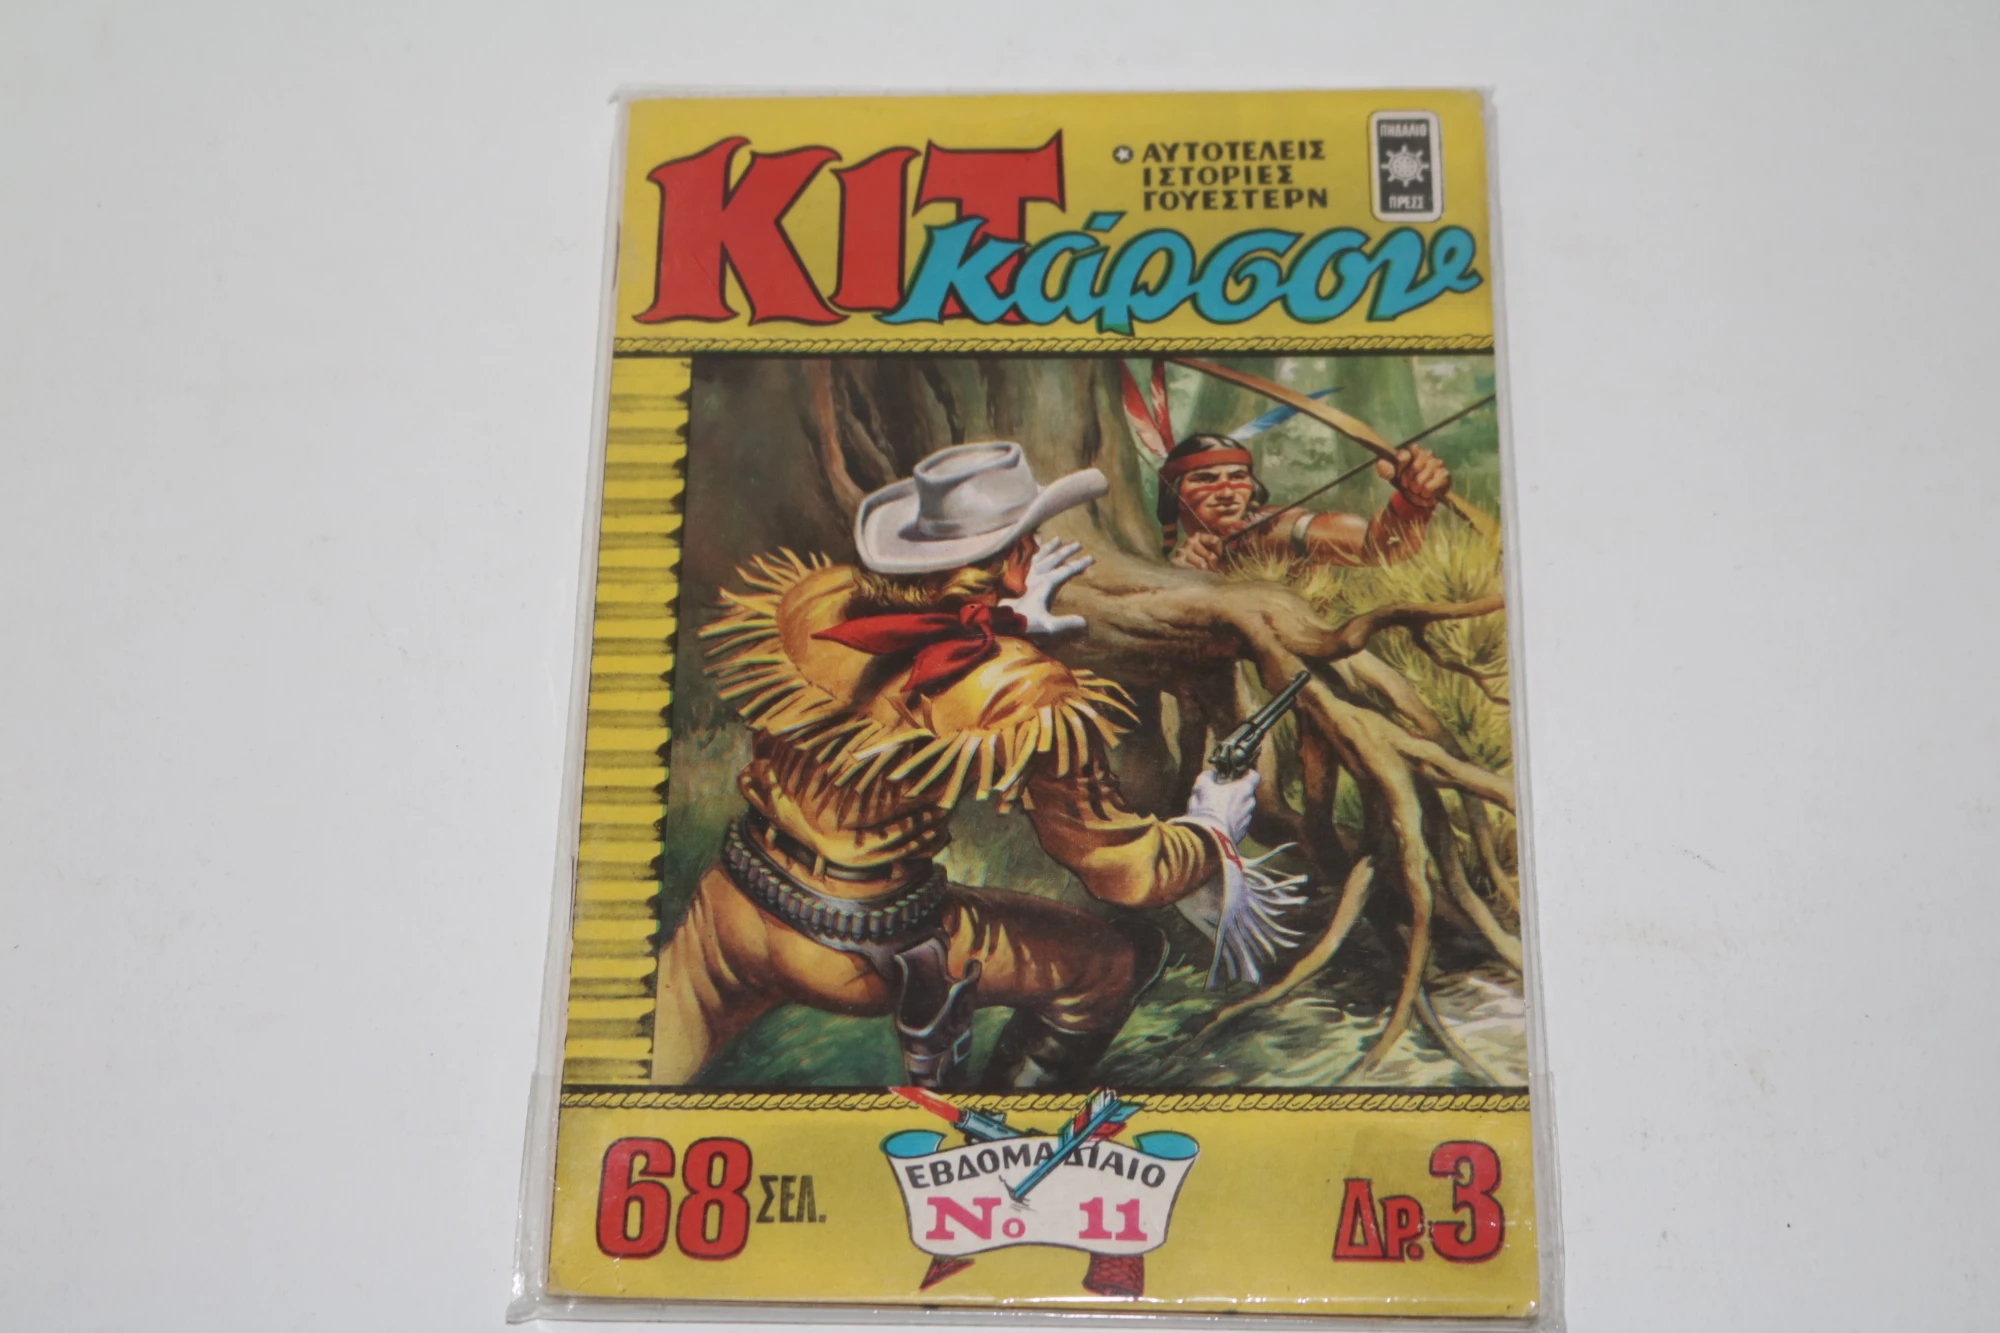 ΚΙΤ
κάρσον
ΑΥΤΟΤΕΛΕΙΣ
ΙΣΤΟΡΙΕΣ
ΓΟΥΕΣΤΕΡΝ
ΠΗΔΑΛΙΟ
ΠΡΕΣΣ
68 ΣΕΛ.
ΕΒΔΟΜΑΔΙΑΙΟ
Νο 11
ΔΡ. 3